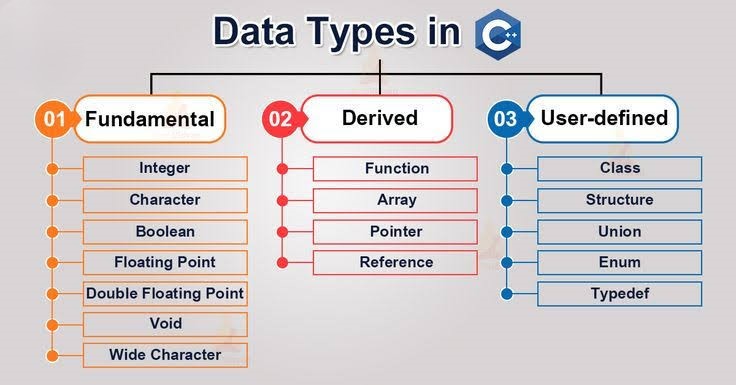 Data Types in C++
01 Fundamental
Integer
Character
Boolean
Floating Point
Double Floating Point
Void
Wide Character
02 Derived
Function
Array
Pointer
Reference
03 User-defined
Class
Structure
Union
Enum
Typedef